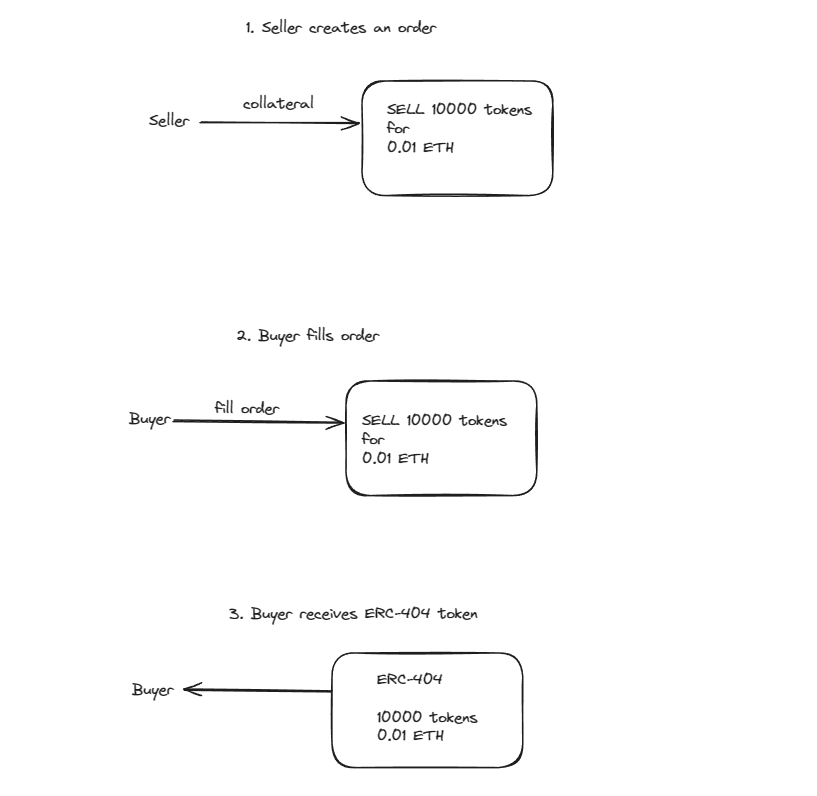 1. Seller creates an order
collateral
Seller
SELL 10000 tokens
for
0.01 ETH
2. Buyer fills order
fill order
Buyer
SELL 10000 tokens
for
0.01 ETH
3. Buyer receives ERC-404 token
Buyer
ERC-404
10000 tokens
0.01 ETH